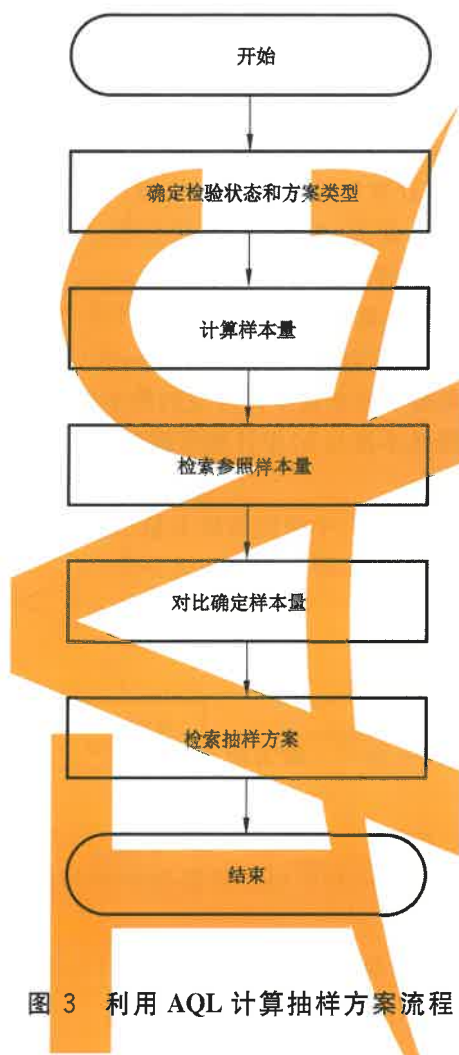 开始
确定检验状态和方案类型
计算样本量
检索参照样本量
对比确定样本量
检索抽样方案
结束
图 3 利用 AQL 计算抽样方案流程